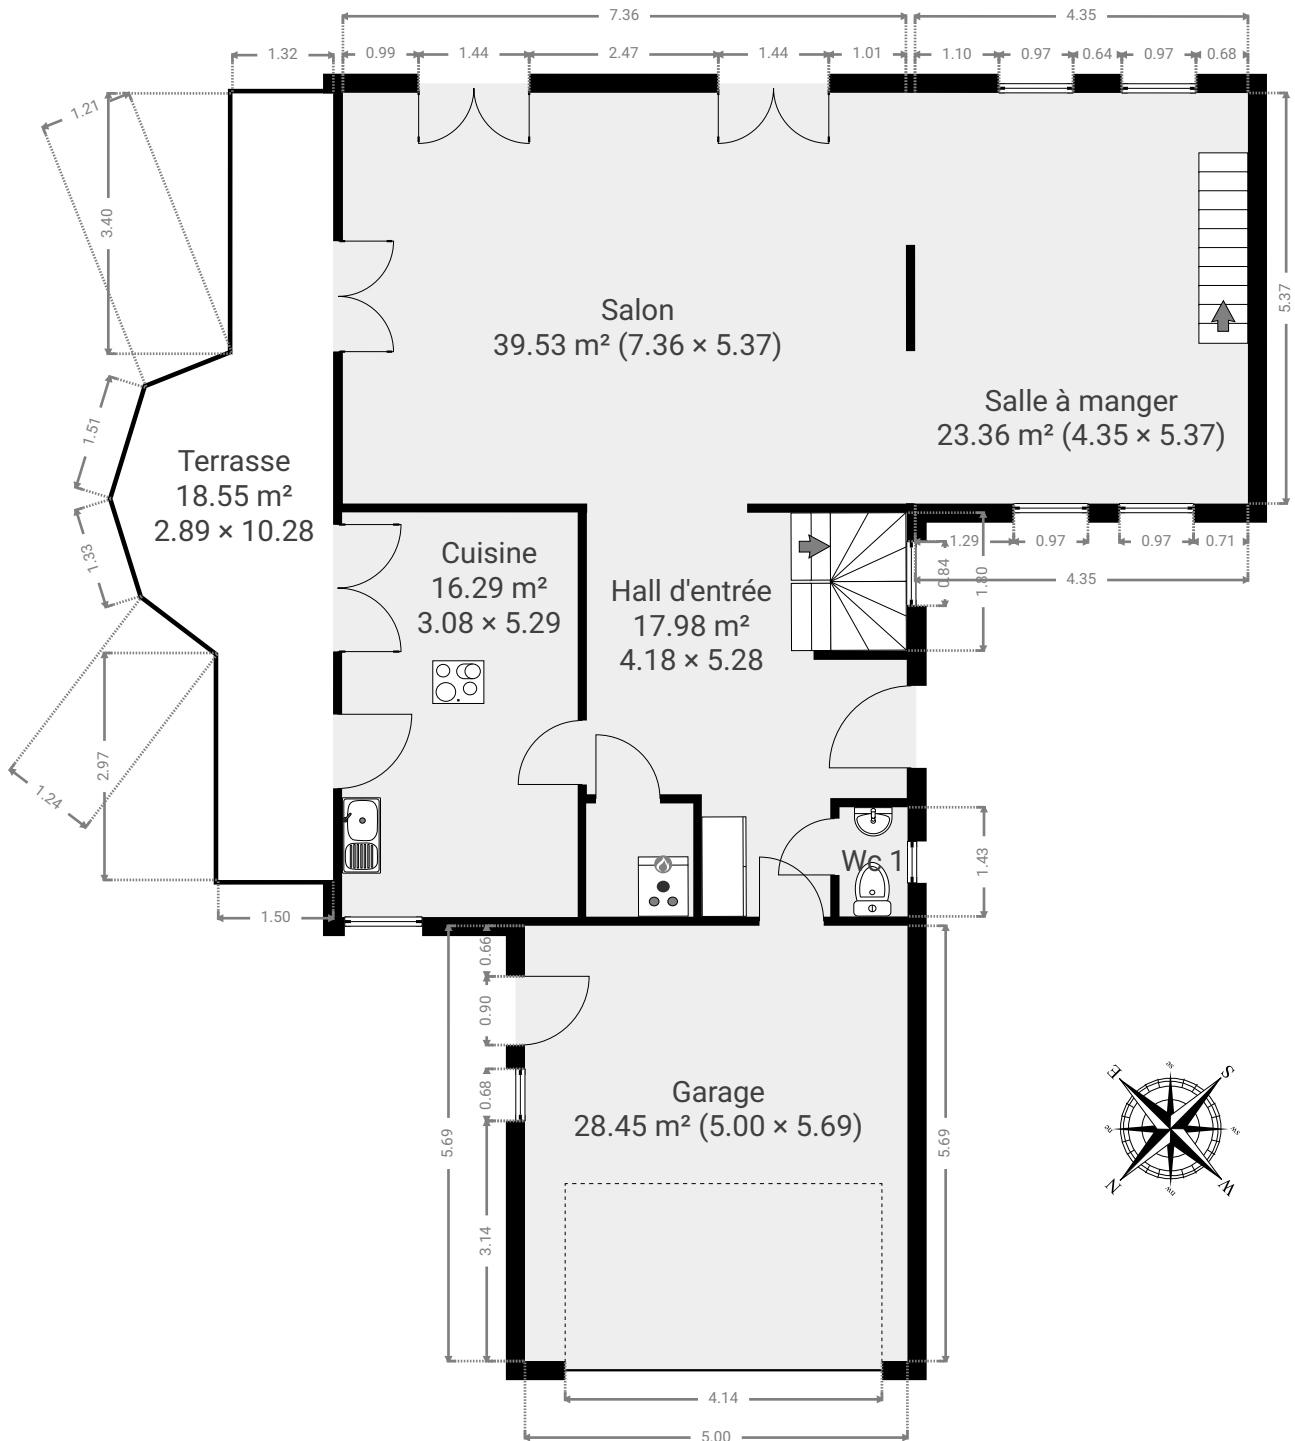 7.36
4.35
1.32
0.99
1.44
2.47
1.44
1.01
1.10
0.97
0.64
0.97
0.68
1.21
3.40
5.37
Salon
39.53 m² (7.36 × 5.37)
Salle à manger
23.36 m² (4.35 × 5.37)
1.51
Terrasse
18.55 m²
2.89 × 10.28
1.33
Cuisine
16.29 m²
3.08 × 5.29
Hall d'entrée
17.98 m²
4.18 × 5.28
0.84
1.29
1.80
0.97
0.97
0.71
4.35
2.97
1.24
Wc 1
1.43
1.50
0.66
0.90
0.68
5.69
3.14
Garage
28.45 m² (5.00 × 5.69)
5.69
E
se
S
ne
sw
N
nw
W
4.14
5.00